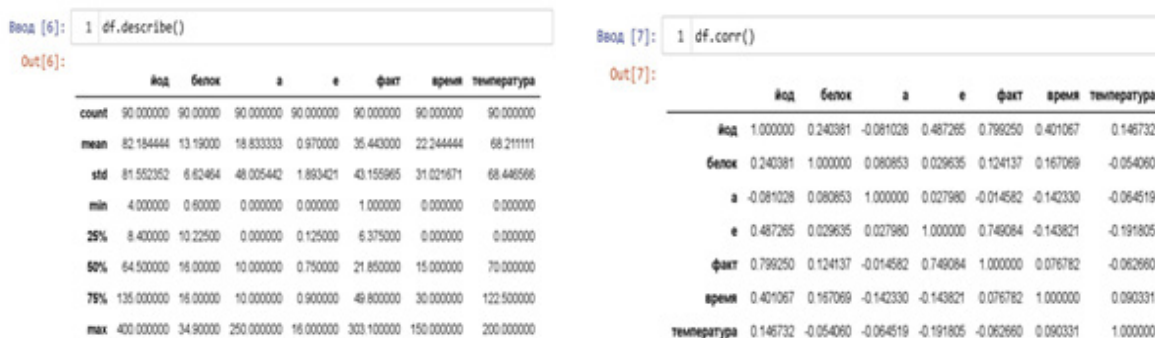 Ввод [6]: 1 df.describe()
Out[6]:
йод белок а е факт время температура
count 90.000000 90.00000 90.000000 90.000000 90.000000 90.000000 90.000000
mean 82.184444 13.19000 18.833333 0.970000 35.443000 22.244444 68.211111
std 81.552352 6.62464 48.005442 1.893421 43.155965 31.021671 68.446566
min 4.000000 0.60000 0.000000 0.000000 1.000000 0.000000 0.000000
25% 8.400000 10.22500 0.000000 0.125000 6.375000 0.000000 0.000000
50% 64.500000 16.00000 10.000000 0.750000 21.850000 15.000000 70.000000
75% 135.000000 16.00000 10.000000 0.900000 49.800000 30.000000 122.500000
max 400.000000 34.90000 250.000000 16.000000 303.100000 150.000000 200.000000
Ввод [7]: 1 df.corr()
Out[7]:
йод белок а е факт время температура
йод 1.000000 0.240381 -0.081028 0.487265 0.799250 0.401067 0.146732
белок 0.240381 1.000000 0.080853 0.029635 0.124137 0.167069 -0.054060
а -0.081028 0.080853 1.000000 0.027980 -0.014582 -0.142330 -0.064519
е 0.487265 0.029635 0.027980 1.000000 0.749084 -0.143821 -0.191805
факт 0.799250 0.124137 -0.014582 0.749084 1.000000 0.076782 -0.062660
время 0.401067 0.167069 -0.142330 -0.143821 0.076782 1.000000 0.090331
температура 0.146732 -0.054060 -0.064519 -0.191805 -0.062660 0.090331 1.000000